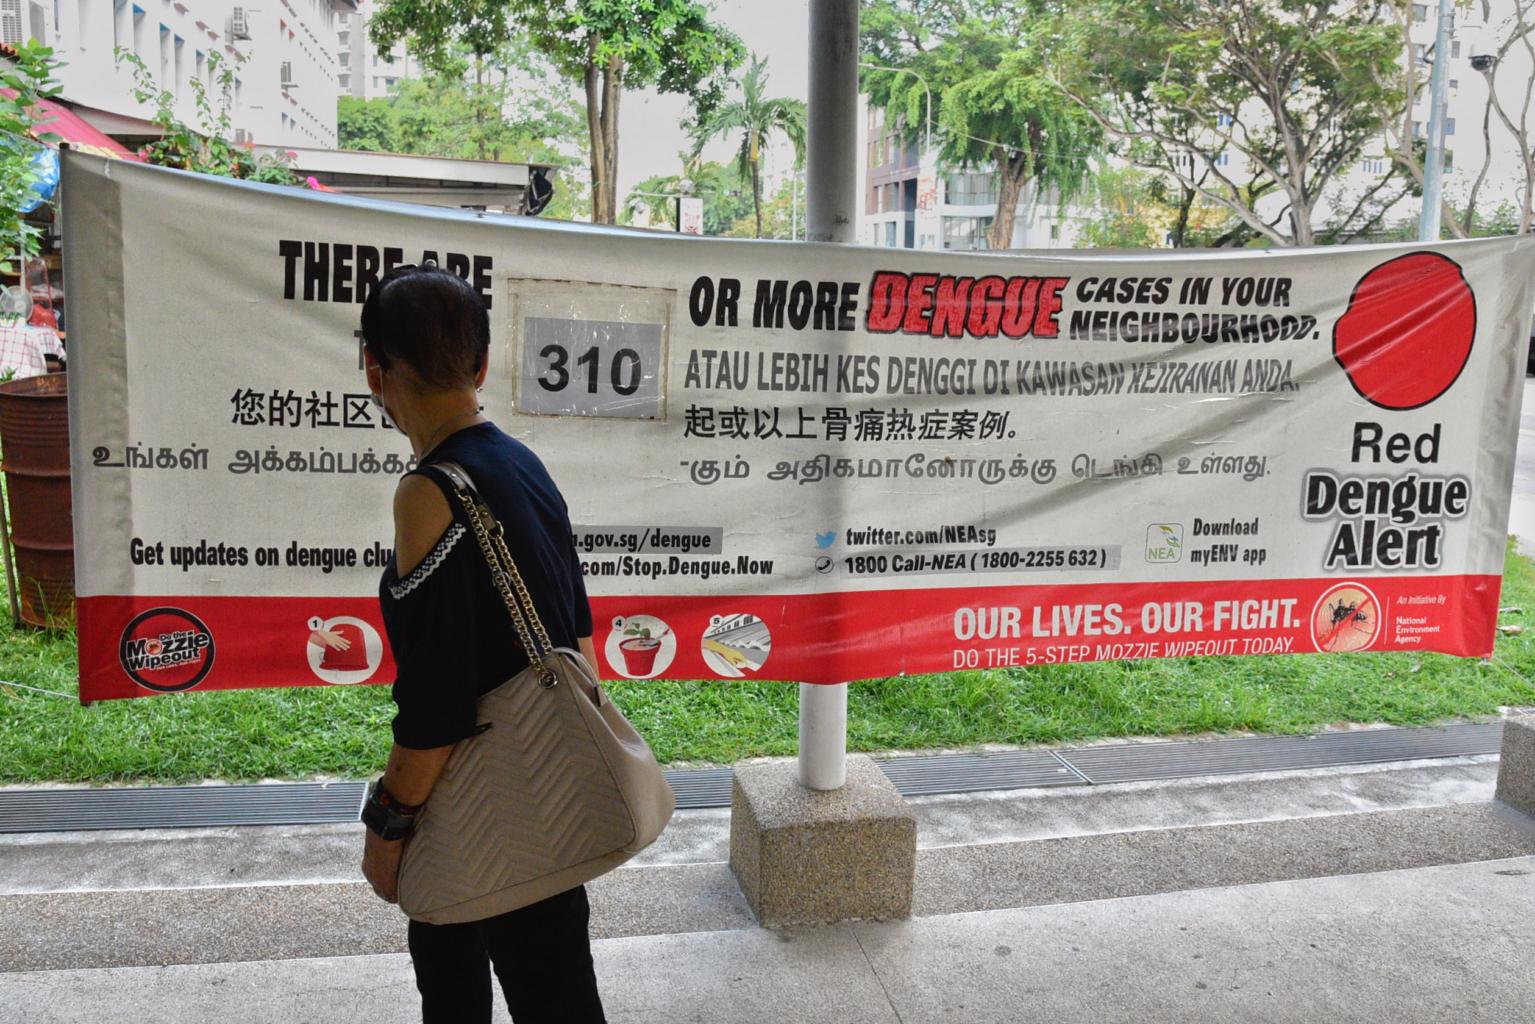 THERE ARE
310
OR MORE DENGUE CASES IN YOUR
NEIGHBOURHOOD.
ATAU LEBIH KES DENGGI DI KAWASAN KEJIRANAN ANDA.
您的社区
起或以上骨痛热症案例。
உங்கள் அக்கம்பக்க
-கும் அதிகமானோருக்கு டெங்கி உள்ளது.
Red
Dengue
Alert
Get updates on dengue clu
.gov.sg/dengue
com/Stop.Dengue.Now
twitter.com/NEAsg
1800 Call-NEA ( 1800-2255 632 )
NEA
Download
myENV app
Do the
Mozzie
Wipeout
1
4
5
OUR LIVES. OUR FIGHT.
DO THE 5-STEP MOZZIE WIPEOUT TODAY.
An Initiative By
National
Environment
Agency